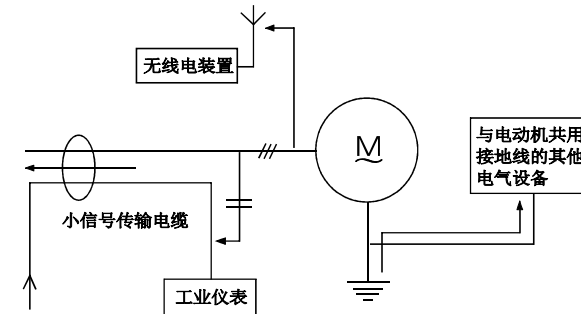 无线电装置
M
与电动机共用
接地线的其他
电气设备
小信号传输电缆
工业仪表